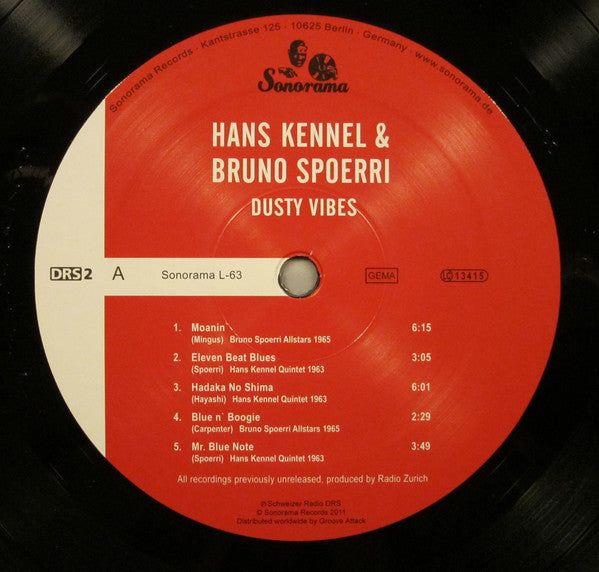 Sonorama Records · Kantstrasse 125 · 10625 Berlin · Germany · www.sonorama.de
Sonorama
HANS KENNEL &
BRUNO SPOERRI
DUSTY VIBES
DRS2 A Sonorama L-63 GEMA LC 13415
1. Moanin` 6:15
(Mingus) Bruno Spoerri Allstars 1965
2. Eleven Beat Blues 3:05
(Spoerri) Hans Kennel Quintet 1963
3. Hadaka No Shima 6:01
(Hayashi) Hans Kennel Quintet 1963
4. Blue n` Boogie 2:29
(Carpenter) Bruno Spoerri Allstars 1965
5. Mr. Blue Note 3:49
(Spoerri) Hans Kennel Quintet 1963
All recordings previously unreleased, produced by Radio Zurich
℗ Schweizer Radio DRS
© Sonorama Records 2011
Distributed worldwide by Groove Attack